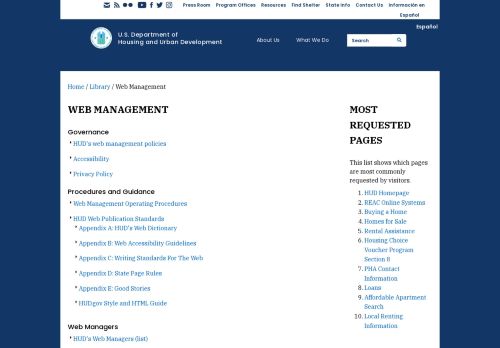 Press Room Program Offices Resources Find Shelter State Info Contact Us Información en Español
Español
U.S. Department of
Housing and Urban Development
About Us What We Do
Search
Home / Library / Web Management
WEB MANAGEMENT
Governance
HUD's web management policies
Accessibility
Privacy Policy
Procedures and Guidance
Web Management Operating Procedures
HUD Web Publication Standards
Appendix A: HUD's Web Dictionary
Appendix B: Web Accessibility Guidelines
Appendix C: Writing Standards For The Web
Appendix D: State Page Rules
Appendix E: Good Stories
HUD.gov Style and HTML Guide
Web Managers
HUD's Web Managers (list)
MOST
REQUESTED
PAGES
This list shows which pages
are most commonly
requested by visitors.
1. HUD Homepage
2. REAC Online Systems
3. Buying a Home
4. Homes for Sale
5. Rental Assistance
6. Housing Choice
Voucher Program
Section 8
7. PHA Contact
Information
8. Loans
9. Affordable Apartment
Search
10. Local Renting
Information